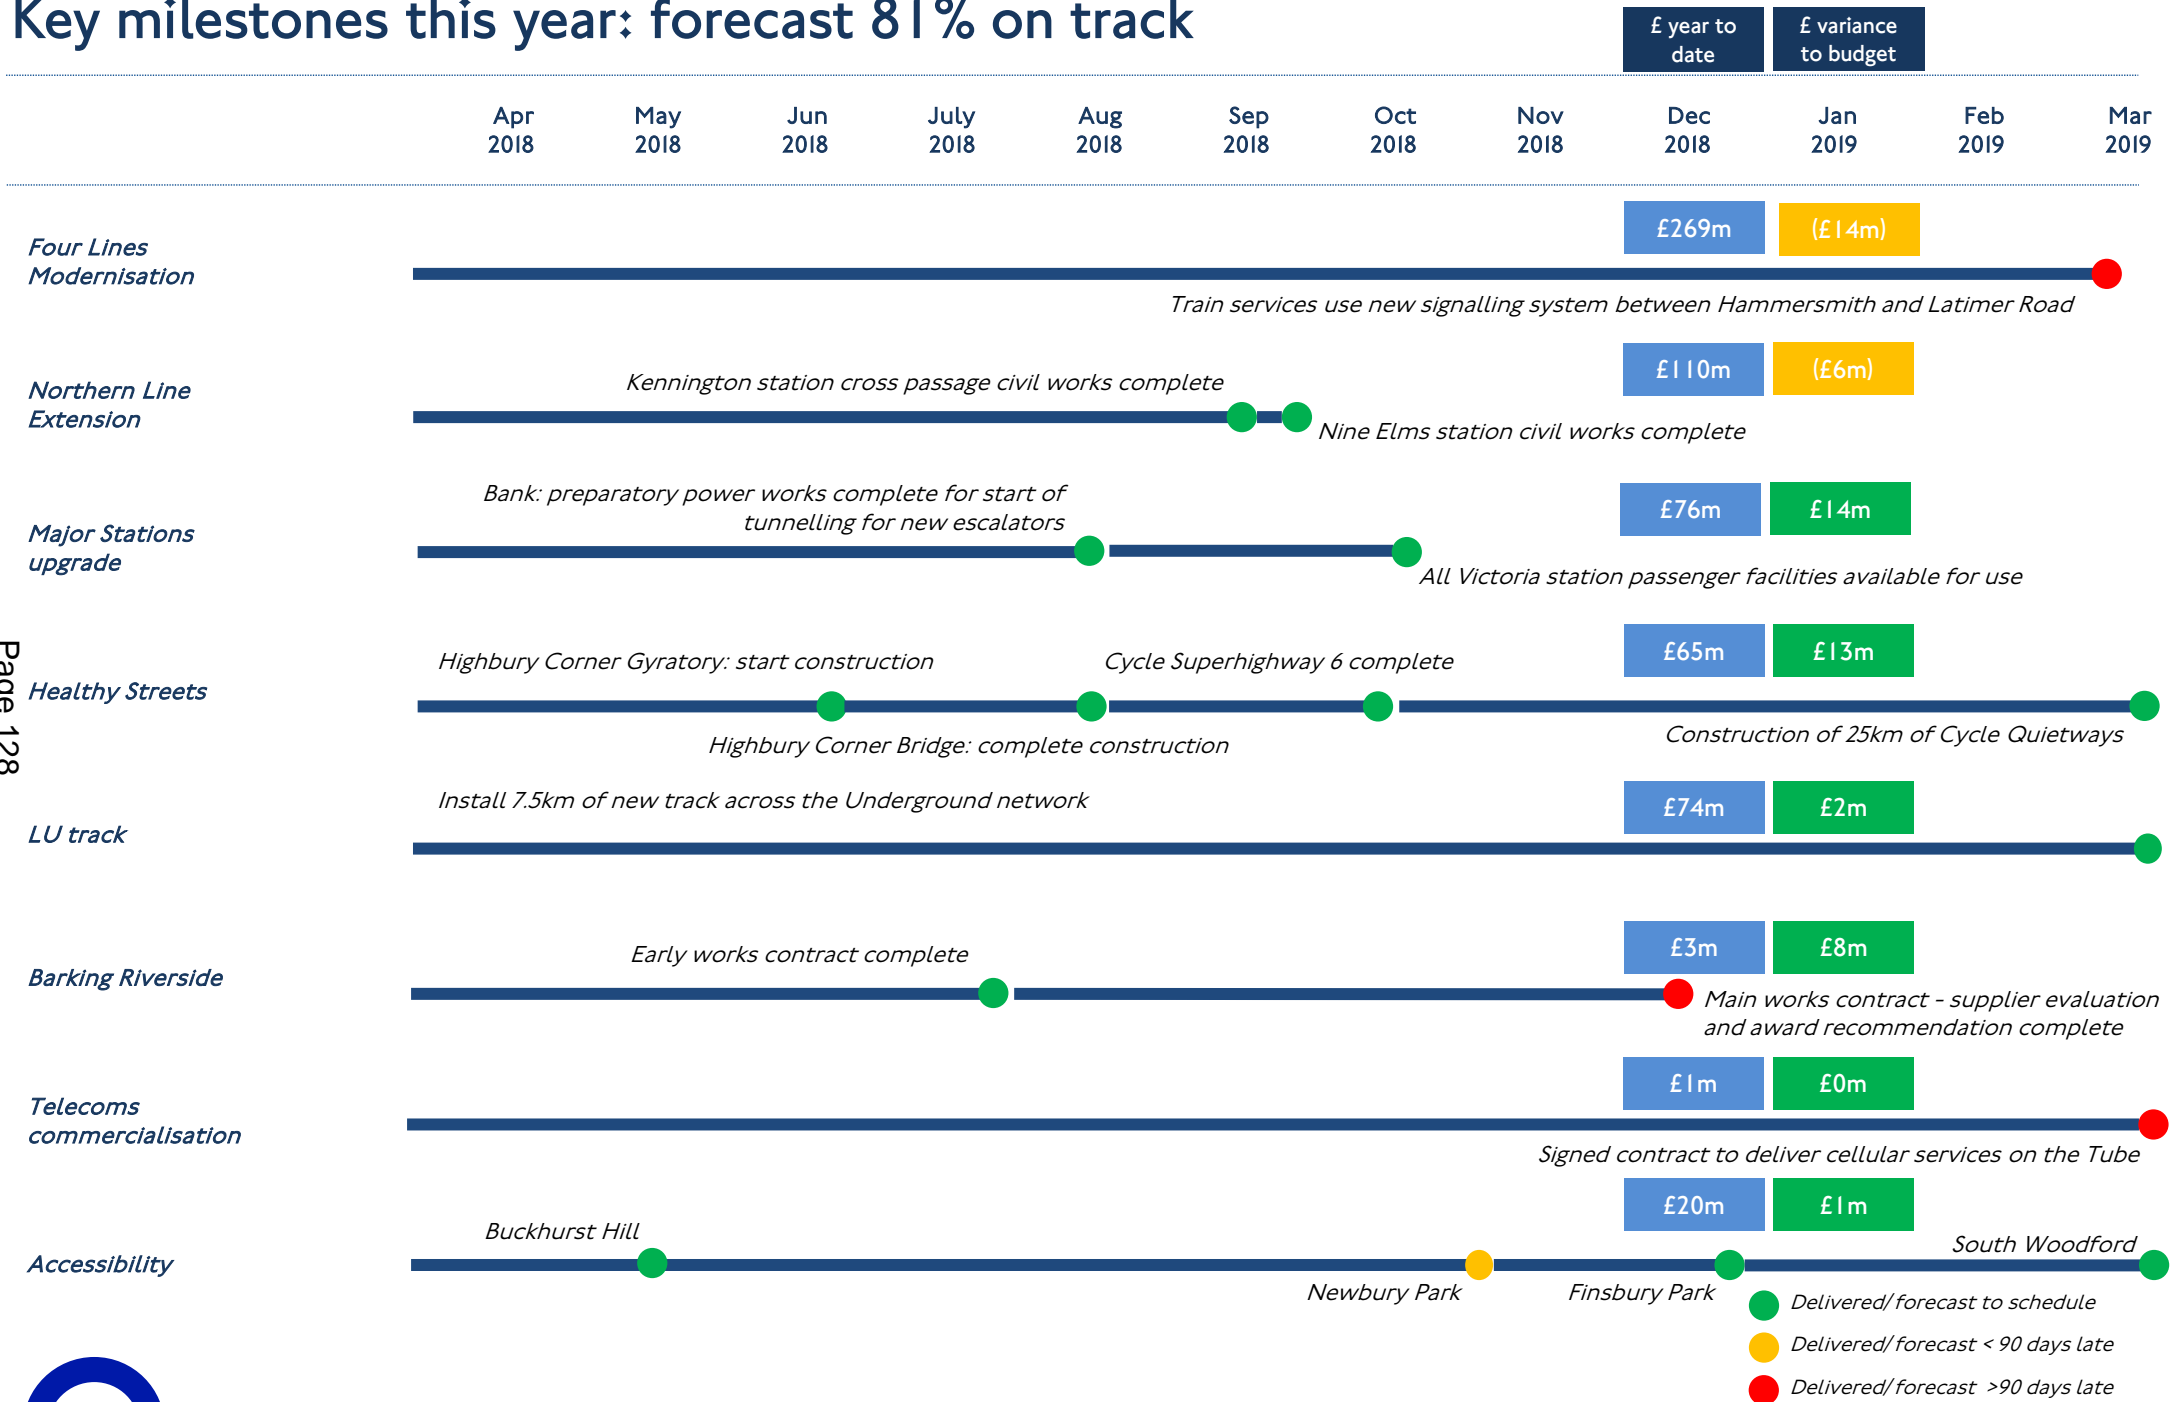 Key milestones this year: forecast 81% on track
£ year to
date
£ variance
to budget
Apr
2018
May
2018
Jun
2018
July
2018
Aug
2018
Sep
2018
Oct
2018
Nov
2018
Dec
2018
Jan
2019
Feb
2019
Mar
2019
Four Lines
Modernisation
£269m
(£14m)
Train services use new signalling system between Hammersmith and Latimer Road
Northern Line
Extension
Kennington station cross passage civil works complete
£110m
(£6m)
Nine Elms station civil works complete
Major Stations
upgrade
Bank: preparatory power works complete for start of
tunnelling for new escalators
£76m
£14m
All Victoria station passenger facilities available for use
Healthy Streets
Highbury Corner Gyratory: start construction
Cycle Superhighway 6 complete
£65m
£13m
Highbury Corner Bridge: complete construction
Construction of 25km of Cycle Quietways
Page 128
LU track
Install 7.5km of new track across the Underground network
£74m
£2m
Barking Riverside
Early works contract complete
£3m
£8m
Main works contract - supplier evaluation
and award recommendation complete
Telecoms
commercialisation
£1m
£0m
Signed contract to deliver cellular services on the Tube
Accessibility
Buckhurst Hill
£20m
£1m
South Woodford
Newbury Park
Finsbury Park
Delivered/forecast to schedule
Delivered/forecast < 90 days late
Delivered/forecast >90 days late